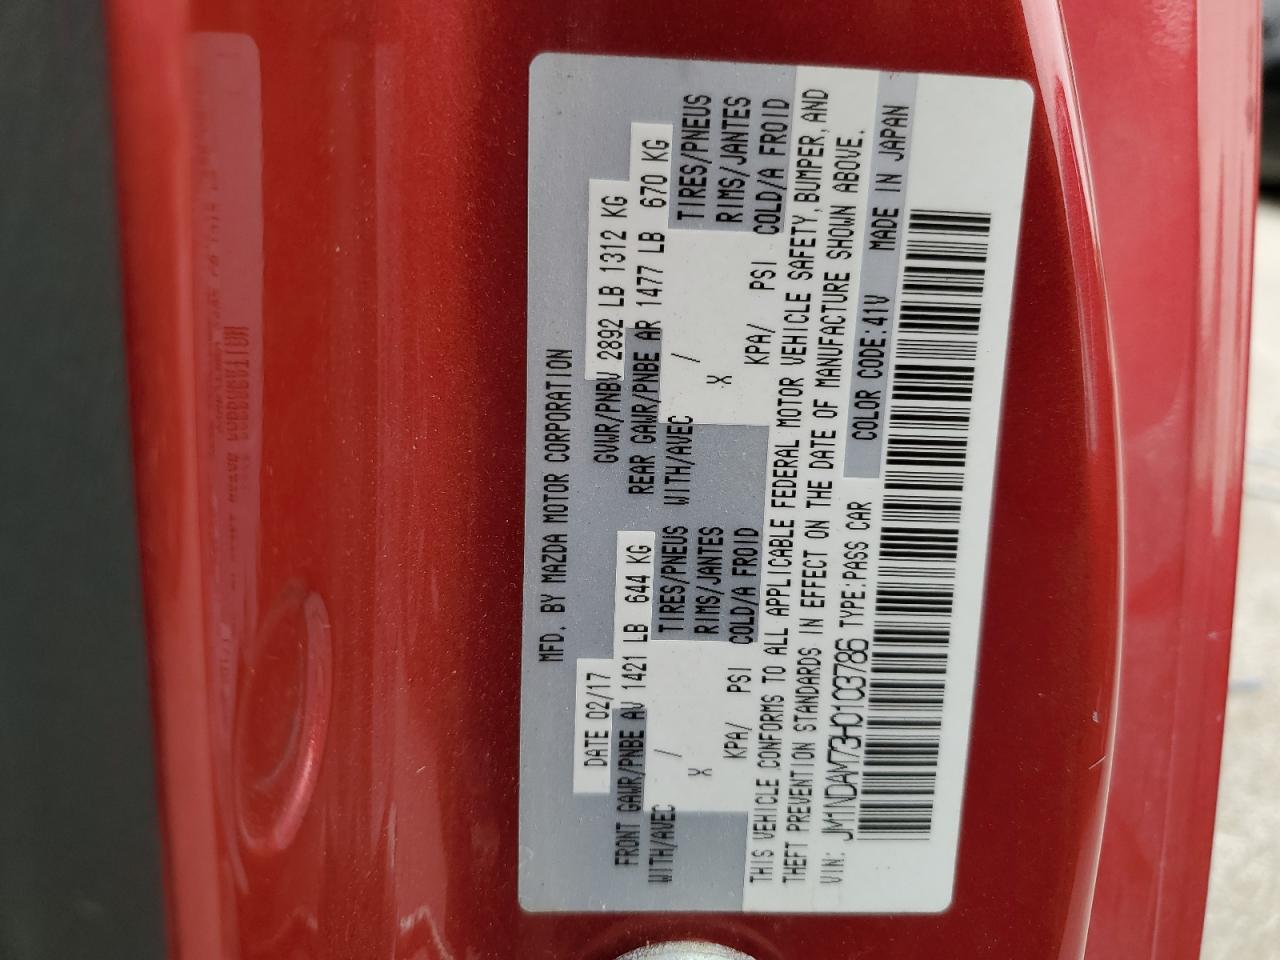 MFD. BY MAZDA MOTOR CORPORATION
DATE 02/17 GVWR/PNBV 2892 LB 1312 KG
FRONT GAWR/PNBE AV 1421 LB 644 KG REAR GAWR/PNBE AR 1477 LB 670 KG
WITH/AVEC / TIRES/PNEUS WITH/AVEC / TIRES/PNEUS
X RIMS/JANTES X RIMS/JANTES
KPA/ PSI COLD/A FROID KPA/ PSI COLD/A FROID
THIS VEHICLE CONFORMS TO ALL APPLICABLE FEDERAL MOTOR VEHICLE SAFETY, BUMPER, AND
THEFT PREVENTION STANDARDS IN EFFECT ON THE DATE OF MANUFACTURE SHOWN ABOVE.
VIN: JM1NDAM73H0103786 TYPE:PASS CAR COLOR CODE:41V MADE IN JAPAN